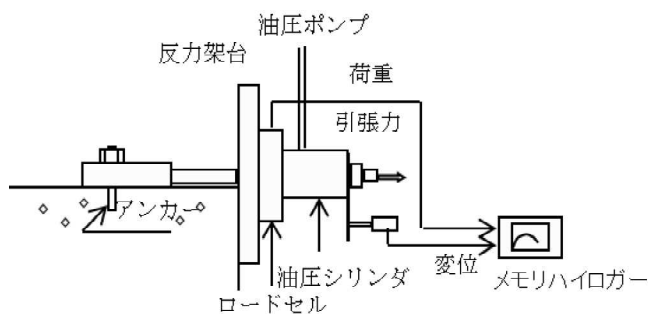 油圧ポンプ
反力架台
荷重
引張力
アンカー
油圧シリンダ
変位
メモリハイロガー
ロードセル